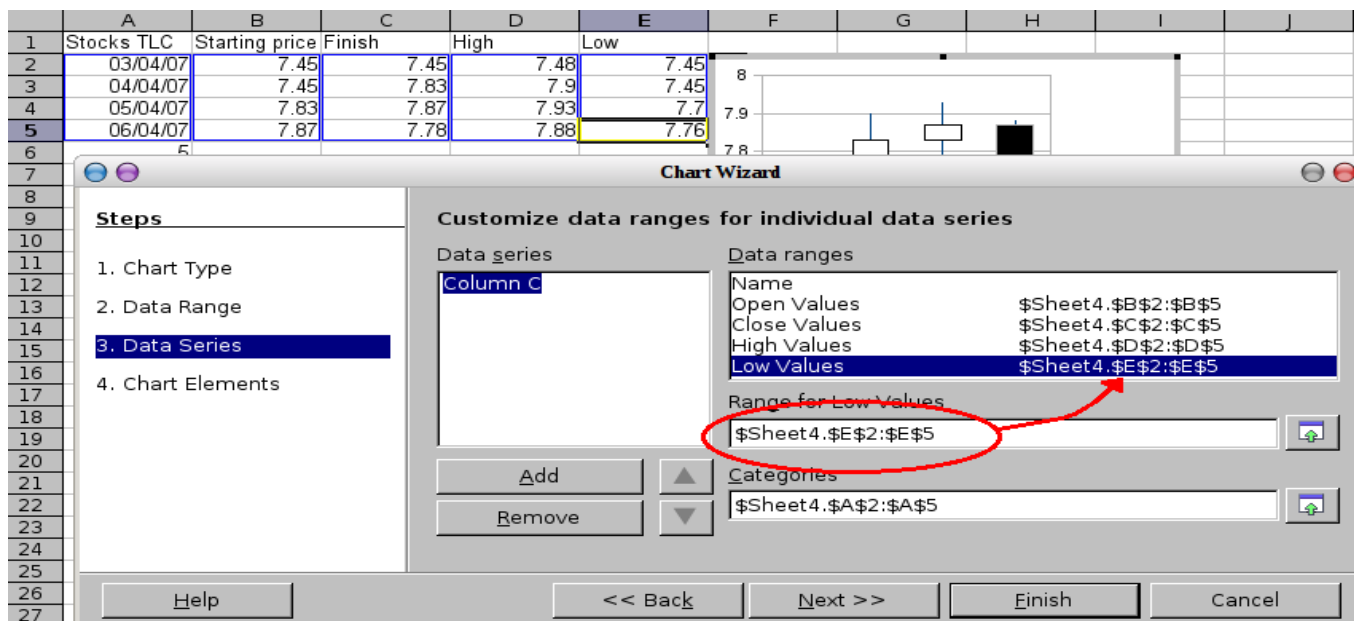 A B C D E F G H I J
1 Stocks TLC Starting price Finish High Low
2 03/04/07 7.45 7.45 7.48 7.45
3 04/04/07 7.45 7.83 7.9 7.45
4 05/04/07 7.83 7.87 7.93 7.7
5 06/04/07 7.87 7.78 7.88 7.76
6 5
7
8
9
10
11
12
13
14
15
16
17
18
19
20
21
22
23
24
25
26
27
8
7.9
7.8
Chart Wizard
Steps
1. Chart Type
2. Data Range
3. Data Series
4. Chart Elements
Customize data ranges for individual data series
Data series
Column C
Add
Remove
Data ranges
Name
Open Values $Sheet4.$B$2:$B$5
Close Values $Sheet4.$C$2:$C$5
High Values $Sheet4.$D$2:$D$5
Low Values $Sheet4.$E$2:$E$5
Range for Low Values
$Sheet4.$E$2:$E$5
Categories
$Sheet4.$A$2:$A$5
Help << Back Next >> Finish Cancel